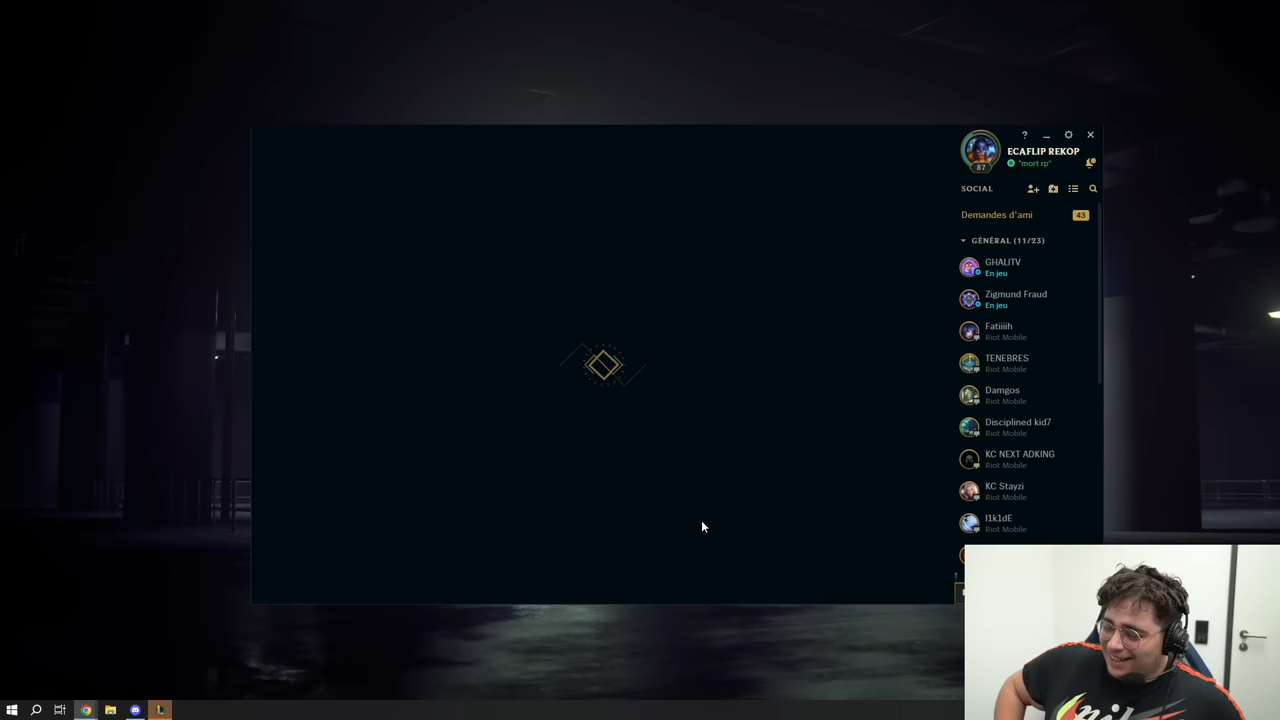 ?
ECAFLIP REKOP
87
"mort rp"
SOCIAL
Demandes d'ami
43
GÉNÉRAL (11/23)
GHALITV
En jeu
Zigmund Fraud
En jeu
Fatiiiih
Riot Mobile
TENEBRES
Riot Mobile
Damgos
Riot Mobile
Disciplined kid7
Riot Mobile
KC NEXT ADKING
Riot Mobile
KC Stayzi
Riot Mobile
l1k1dE
Riot Mobile